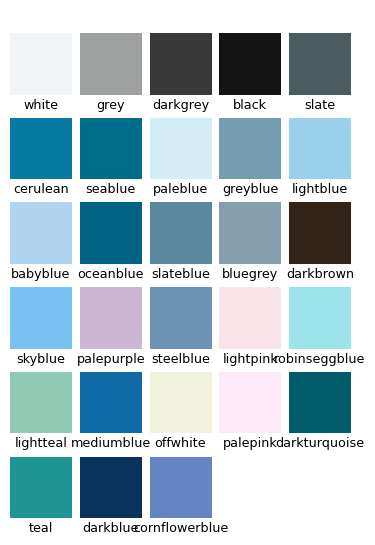 white grey darkgrey black slate
cerulean seablue paleblue greyblue lightblue
babyblue oceanblue slateblue bluegrey darkbrown
skyblue palepurple steelblue lightpink robinseggblue
lightteal mediumblue offwhite palepink darkturquoise
teal darkblue cornflowerblue